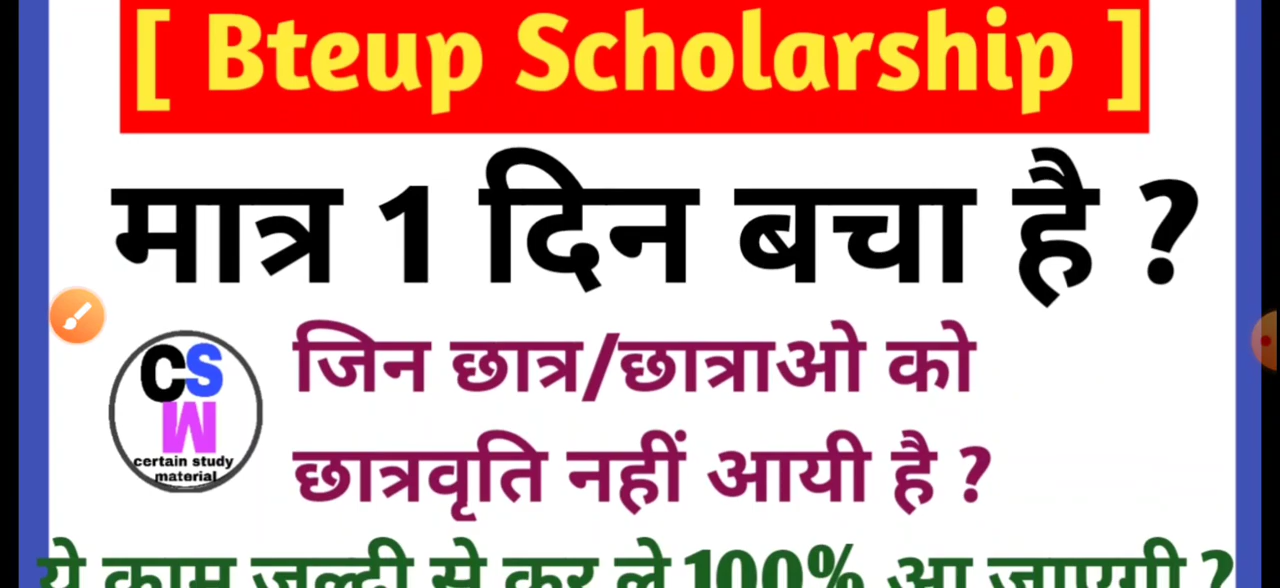 [ Bteup Scholarship ]
मात्र 1 दिन बचा है ?
CS
M
certain study
material
जिन छात्र/छात्राओ को
छात्रवृति नहीं आयी है ?
ये काम जल्दी से कर ले 100% आ जाएगी ?